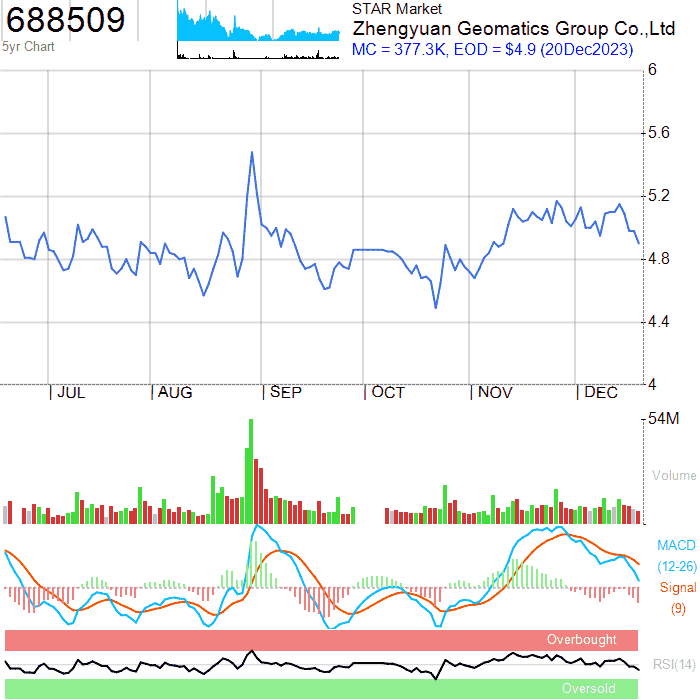 688509
5yr Chart
STAR Market
Zhengyuan Geomatics Group Co.,Ltd
MC = 377.3K, EOD = $4.9 (20Dec2023)
6
5.6
5.2
4.8
4.4
4
JUL AUG SEP OCT NOV DEC
54M
Volume
MACD
(12-26)
Signal
(9)
Overbought
RSI(14)
Oversold